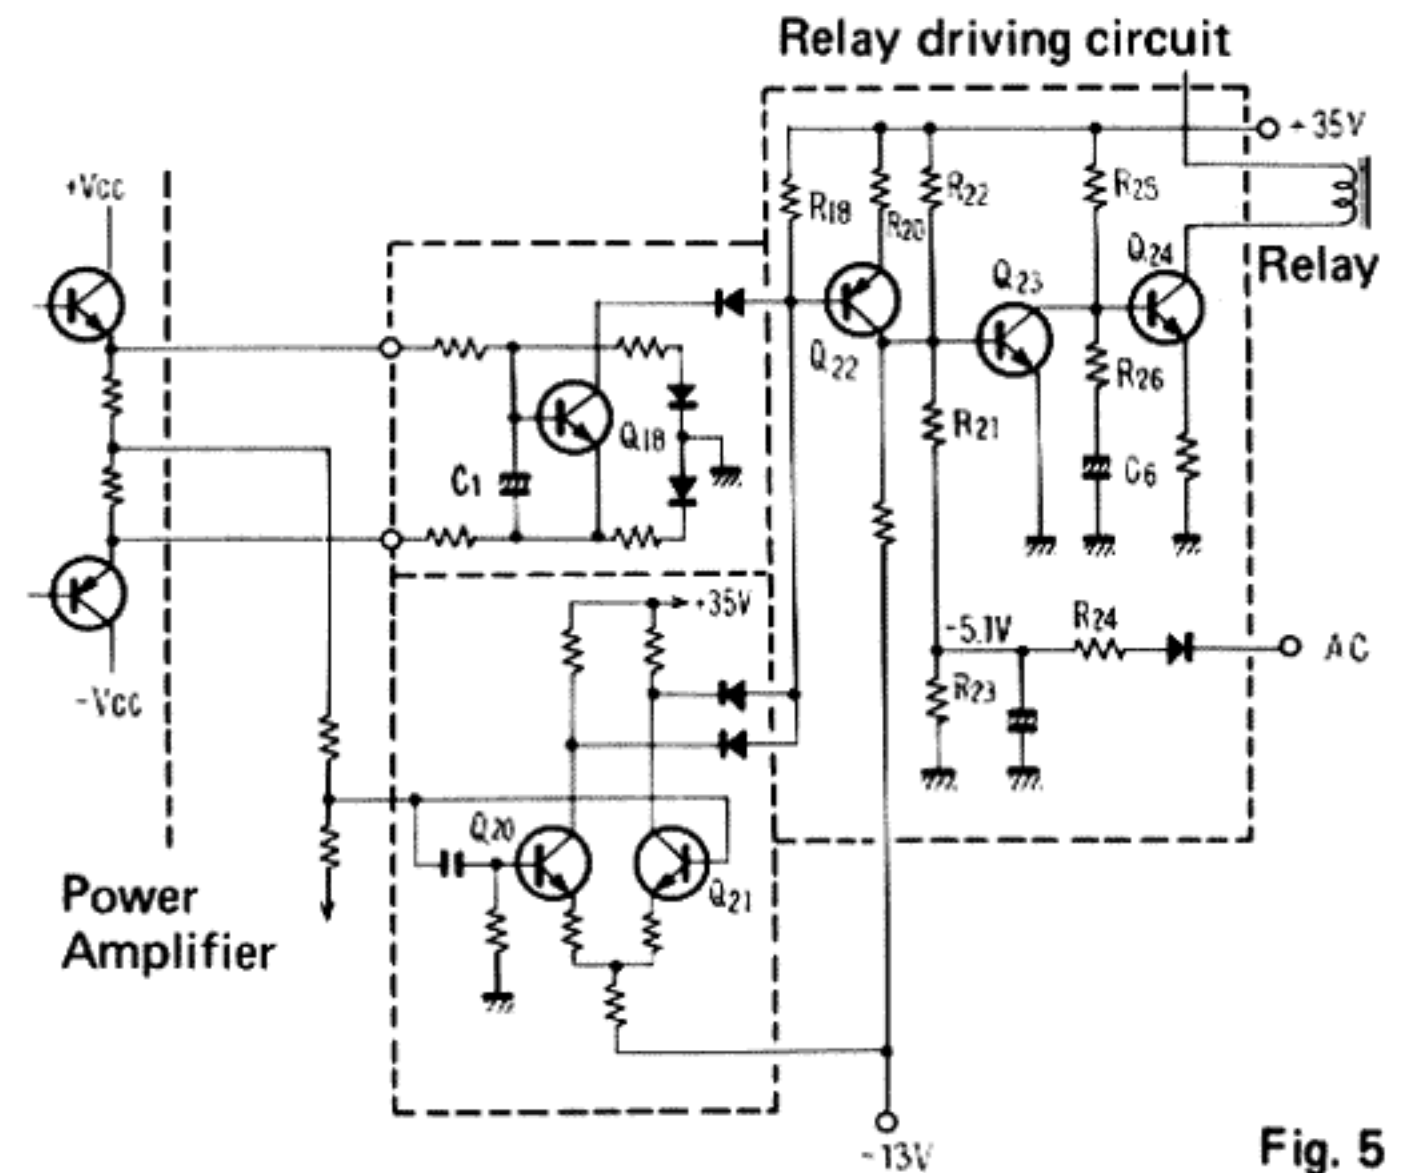 Relay driving circuit
+35V
+Vcc
R25
R22
R18
R20
Q24
Relay
Q23
Q22
R26
R21
Q18
C1
C6
+35V
-5.1V
R24
AC
-Vcc
R23
Q20
Q21
Power
Amplifier
-13V
Fig. 5